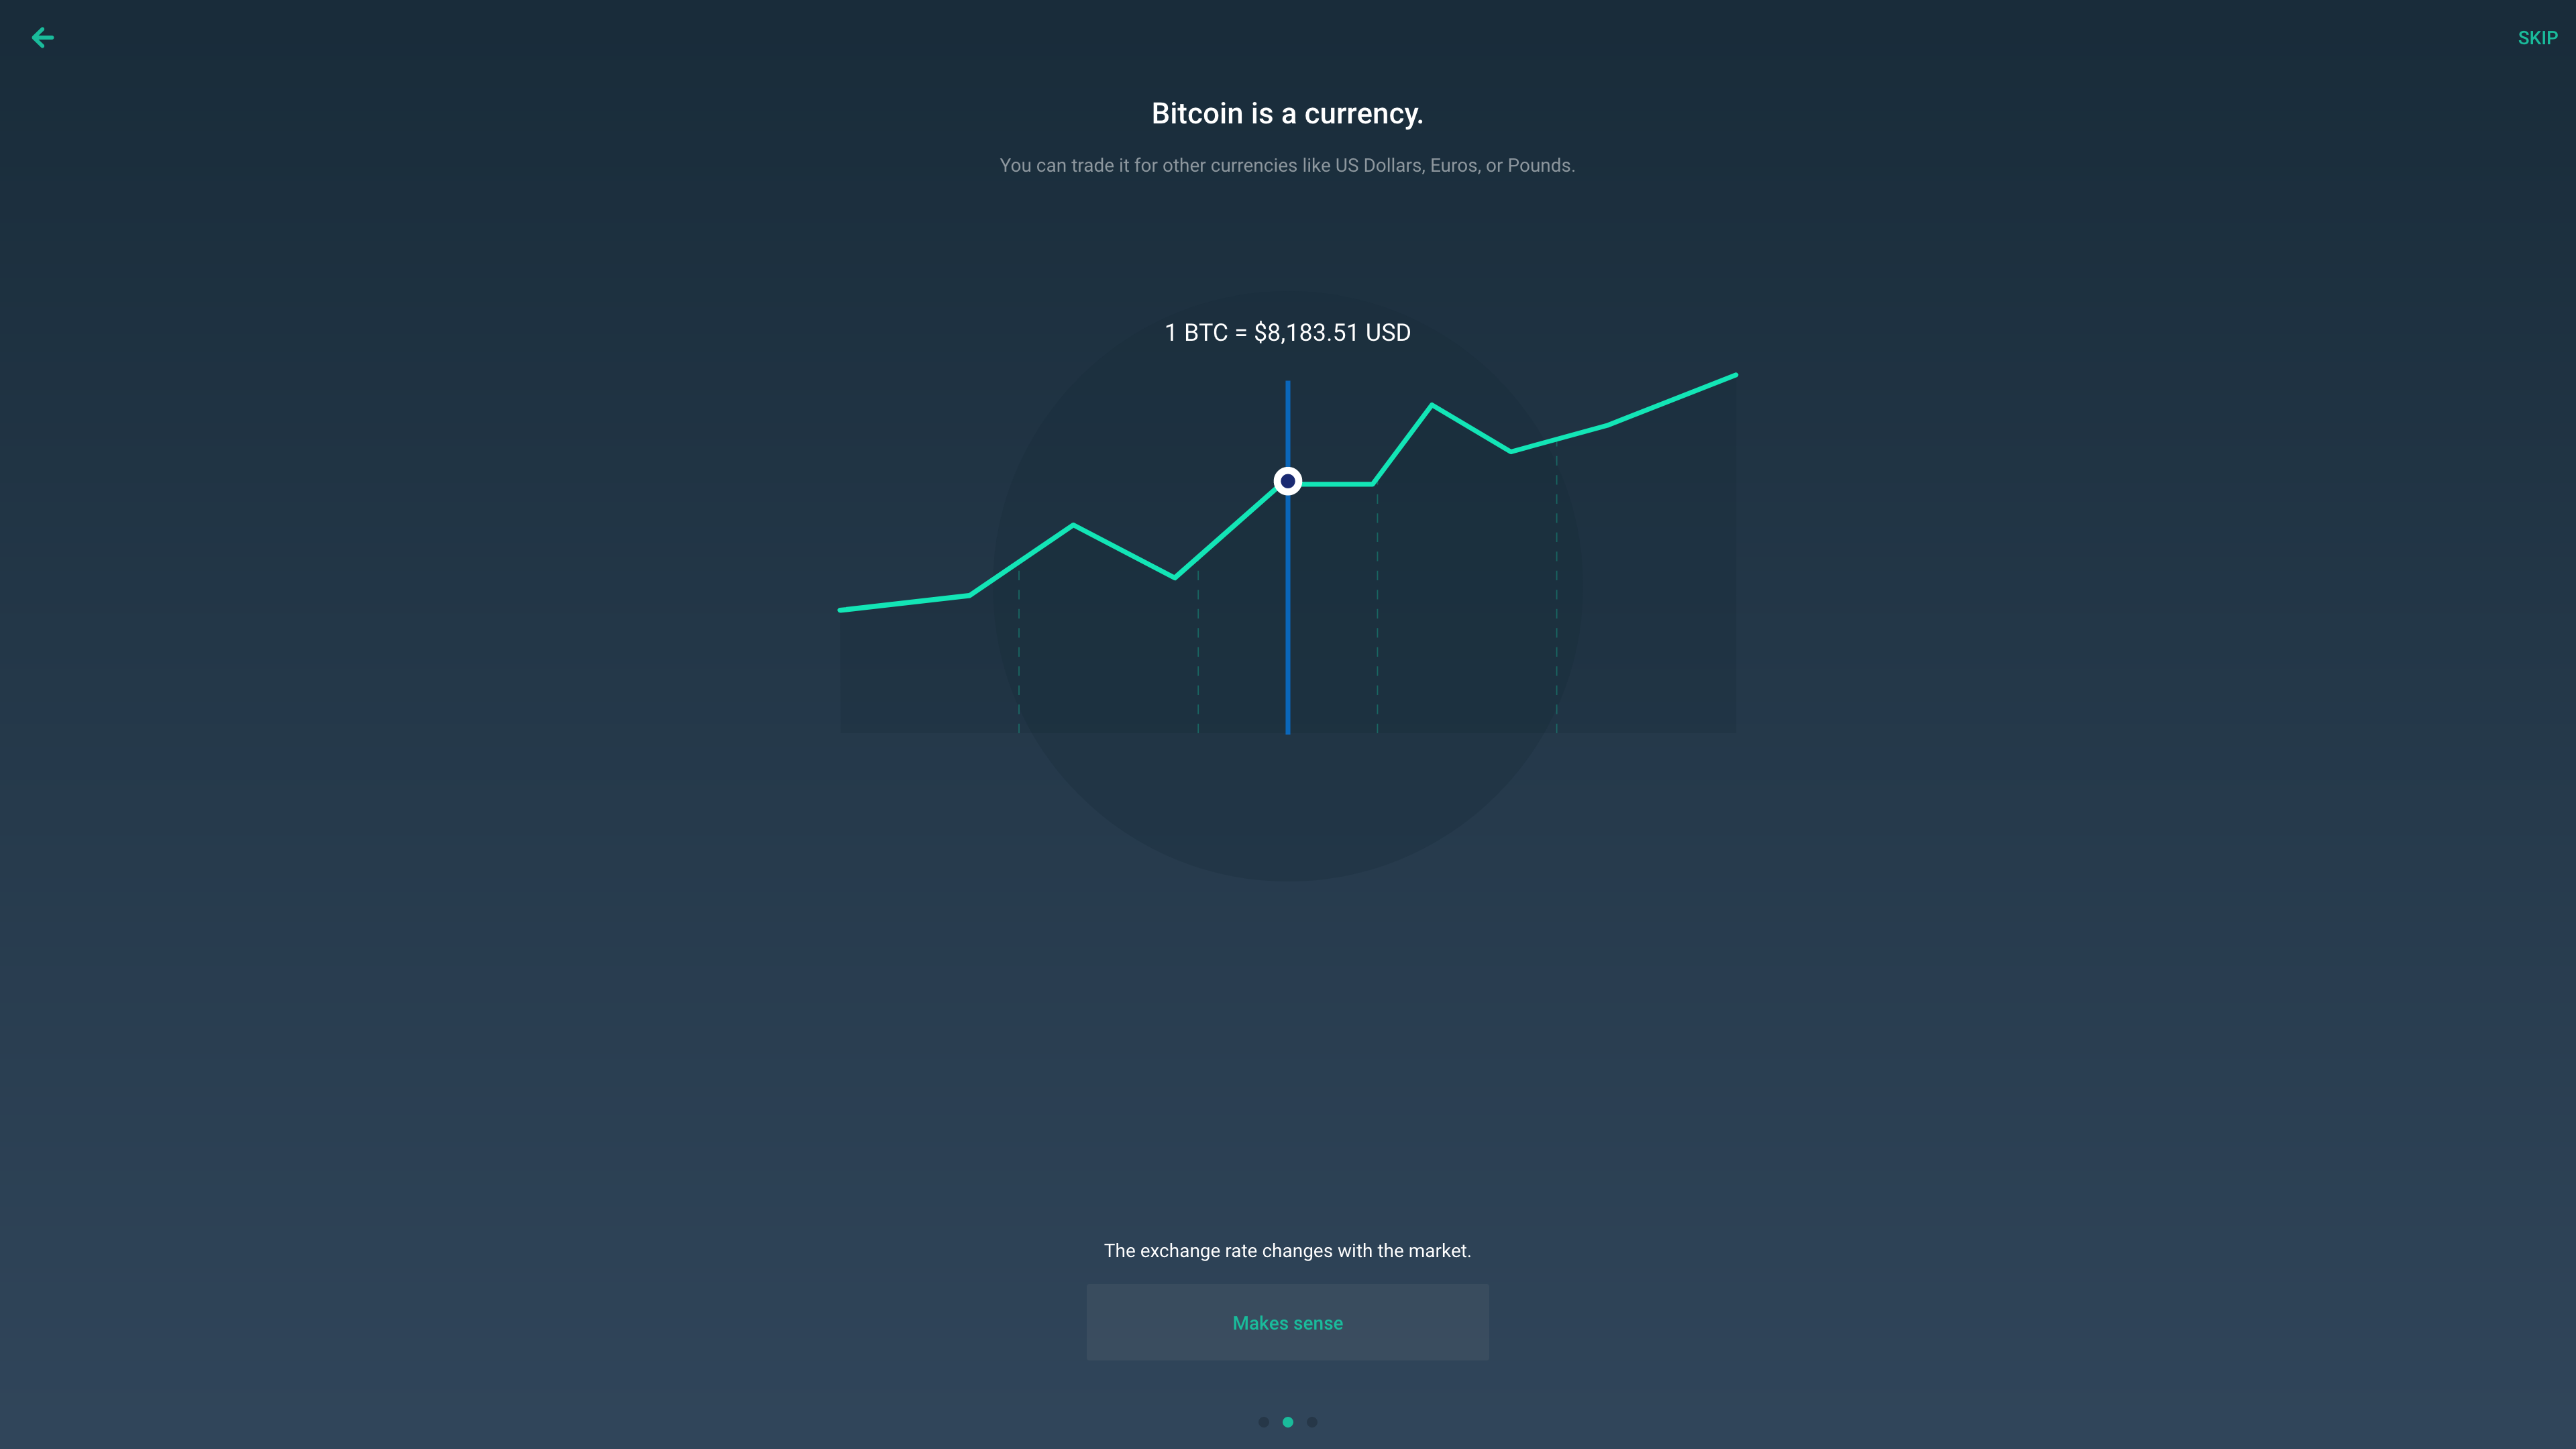 SKIP
Bitcoin is a currency.
You can trade it for other currencies like US Dollars, Euros, or Pounds.
1 BTC = $8,183.51 USD
The exchange rate changes with the market.
Makes sense